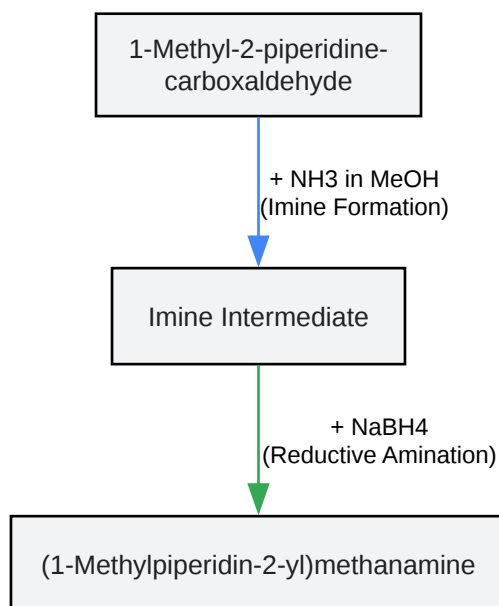 1-Methyl-2-piperidine-
carboxaldehyde
+ NH3 in MeOH
(Imine Formation)
Imine Intermediate
+ NaBH4
(Reductive Amination)
(1-Methylpiperidin-2-yl)methanamine